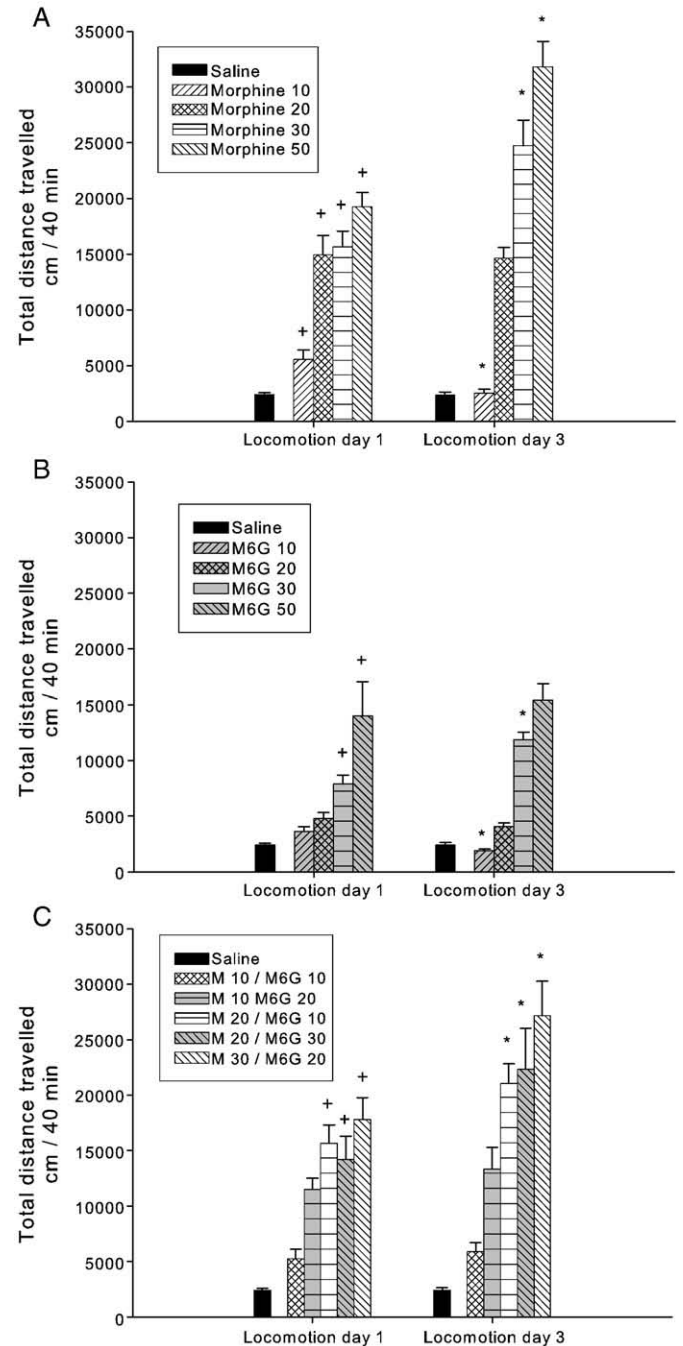 A
Total distance travelled
cm / 40 min
35000
30000
25000
20000
15000
10000
5000
0
Saline
Morphine 10
Morphine 20
Morphine 30
Morphine 50
+
+
+
+
*
*
*
Locomotion day 1
Locomotion day 3
B
Total distance travelled
cm / 40 min
35000
30000
25000
20000
15000
10000
5000
0
Saline
M6G 10
M6G 20
M6G 30
M6G 50
+
+
*
*
Locomotion day 1
Locomotion day 3
C
Total distance travelled
cm / 40 min
35000
30000
25000
20000
15000
10000
5000
0
Saline
M 10 / M6G 10
M 10 M6G 20
M 20 / M6G 10
M 20 / M6G 30
M 30 / M6G 20
+
+
+
*
*
*
Locomotion day 1
Locomotion day 3